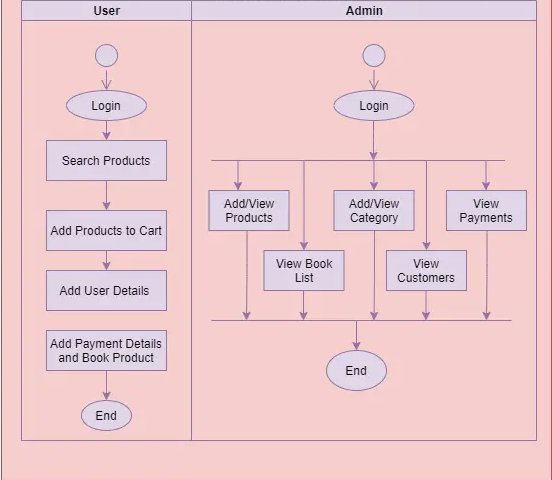 User
Admin
Login
Search Products
Add Products to Cart
Add User Details
Add Payment Details
and Book Product
End
Login
Add/View
Products
Add/View
Category
View
Payments
View Book
List
View
Customers
End